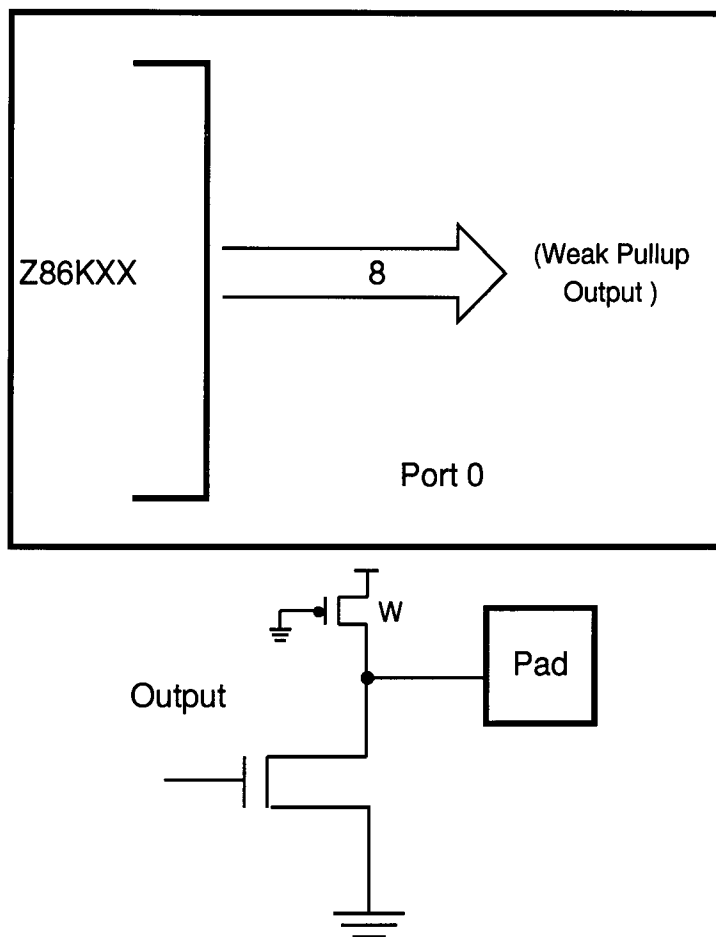 Z86KXX
8
(Weak Pullup
Output )
Port 0
W
Pad
Output